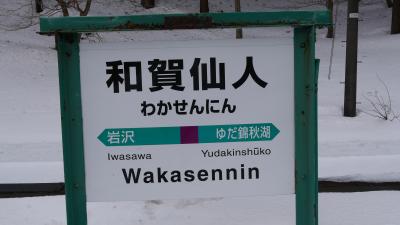 和賀仙人
わかせんにん
岩沢 ゆだ錦秋湖
Iwasawa Yudakinshūko
Wakasennin